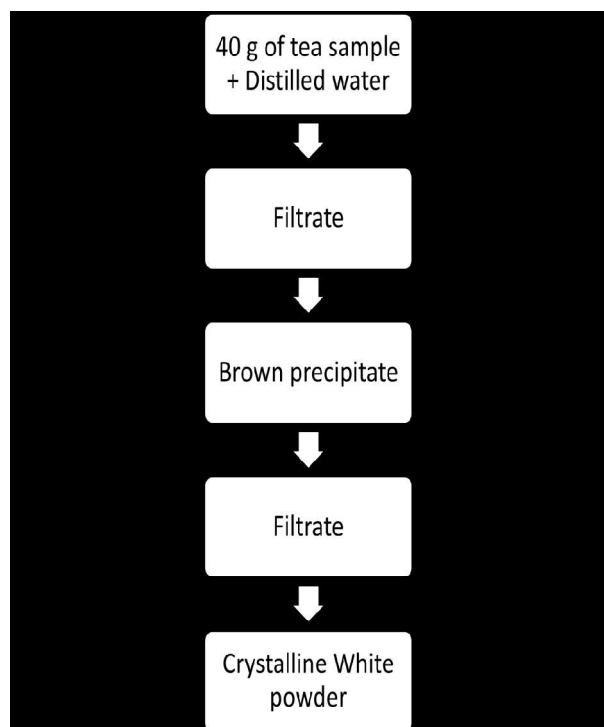 40 g of tea sample
+ Distilled water
Filtrate
Brown precipitate
Filtrate
Crystalline White
powder